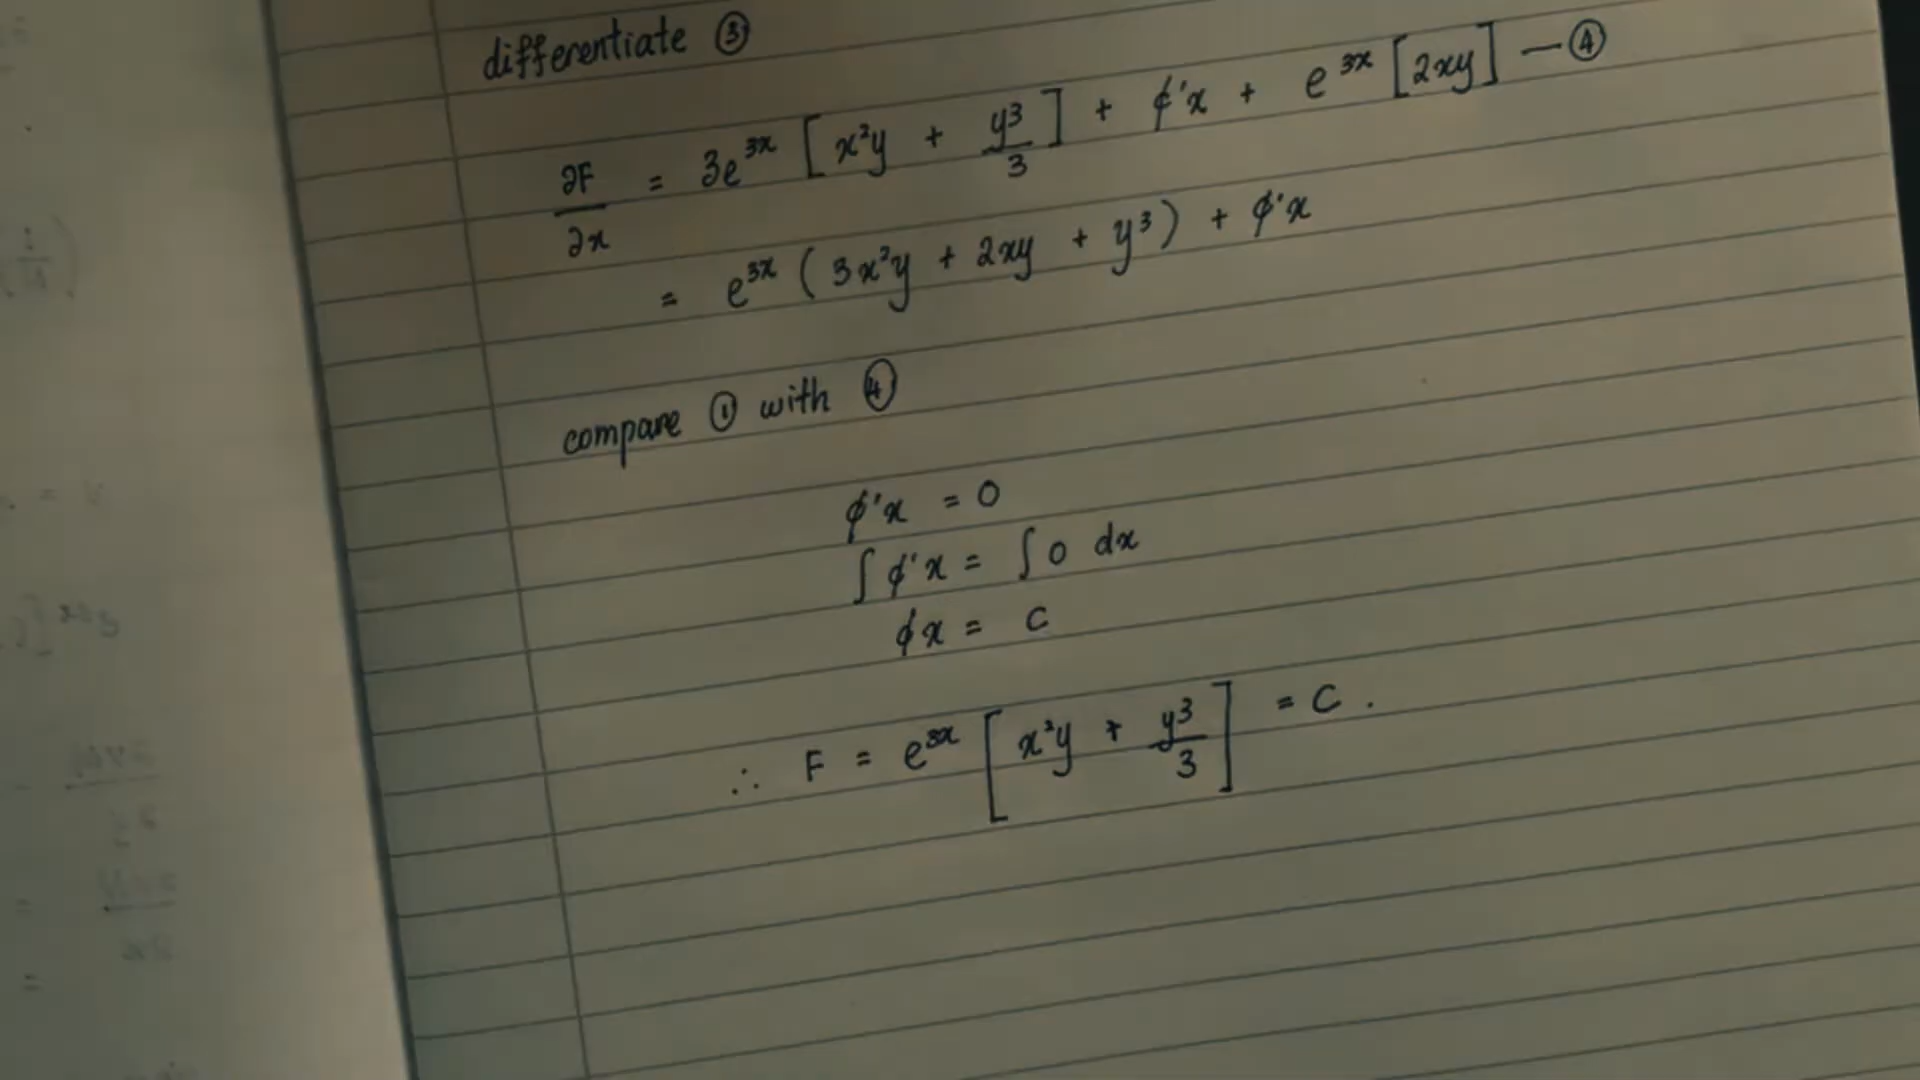 differentiate ③
∂F/∂x = 3e^3x [x²y + y³/3] + ϕ'x + e^3x [2xy] — ④
= e^3x (3x²y + 2xy + y³) + ϕ'x
compare ① with ④
ϕ'x = 0
∫ϕ'x = ∫0 dx
ϕx = C
∴ F = e^3x [x²y + y³/3] = C.